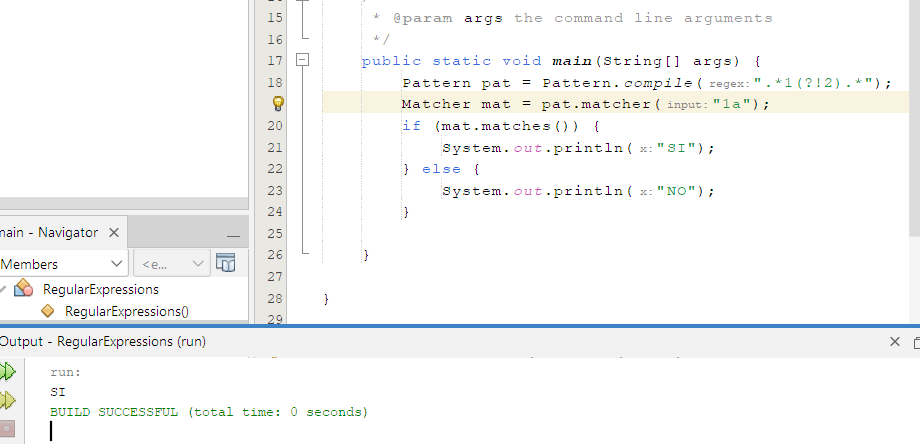 15 * @param args the command line arguments
16 */
17 public static void main(String[] args) {
18 Pattern pat = Pattern.compile( regex: ".*1(?!2).*");
Matcher mat = pat.matcher( input: "1a");
20 if (mat.matches()) {
21 System.out.println( x: "SI");
22 } else {
23 System.out.println( x: "NO");
24 }
25
26 }
27
28 }
29
main - Navigator
Members
<e...
RegularExpressions
RegularExpressions()
Output - RegularExpressions (run)
run:
SI
BUILD SUCCESSFUL (total time: 0 seconds)